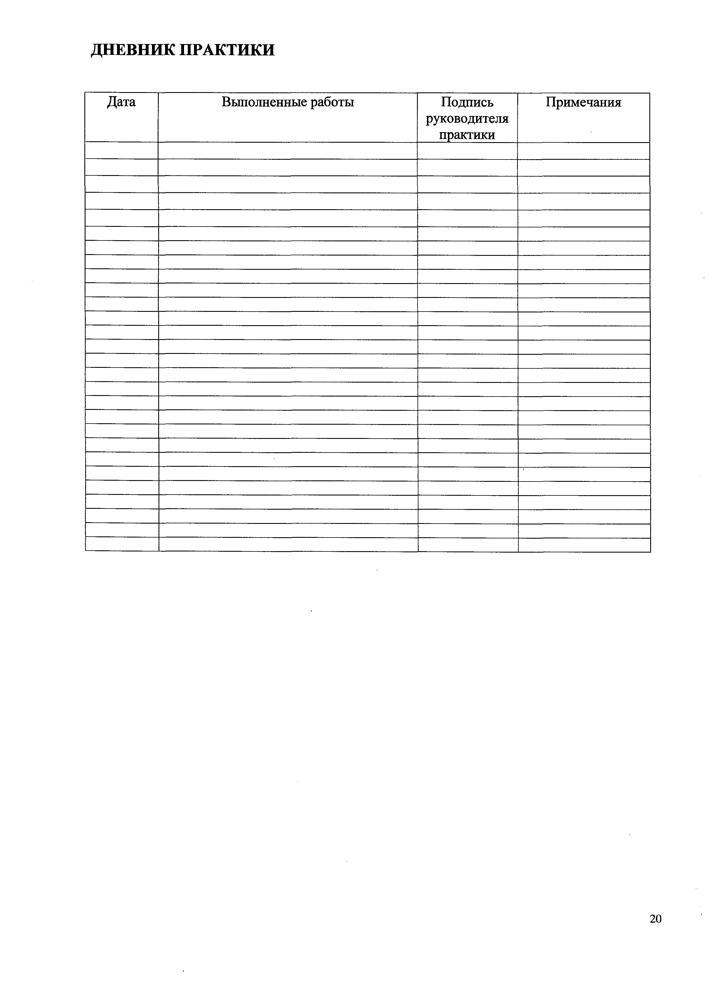 ДНЕВНИК ПРАКТИКИ
Дата
Выполненные работы
Подпись
руководителя
практики
Примечания
20